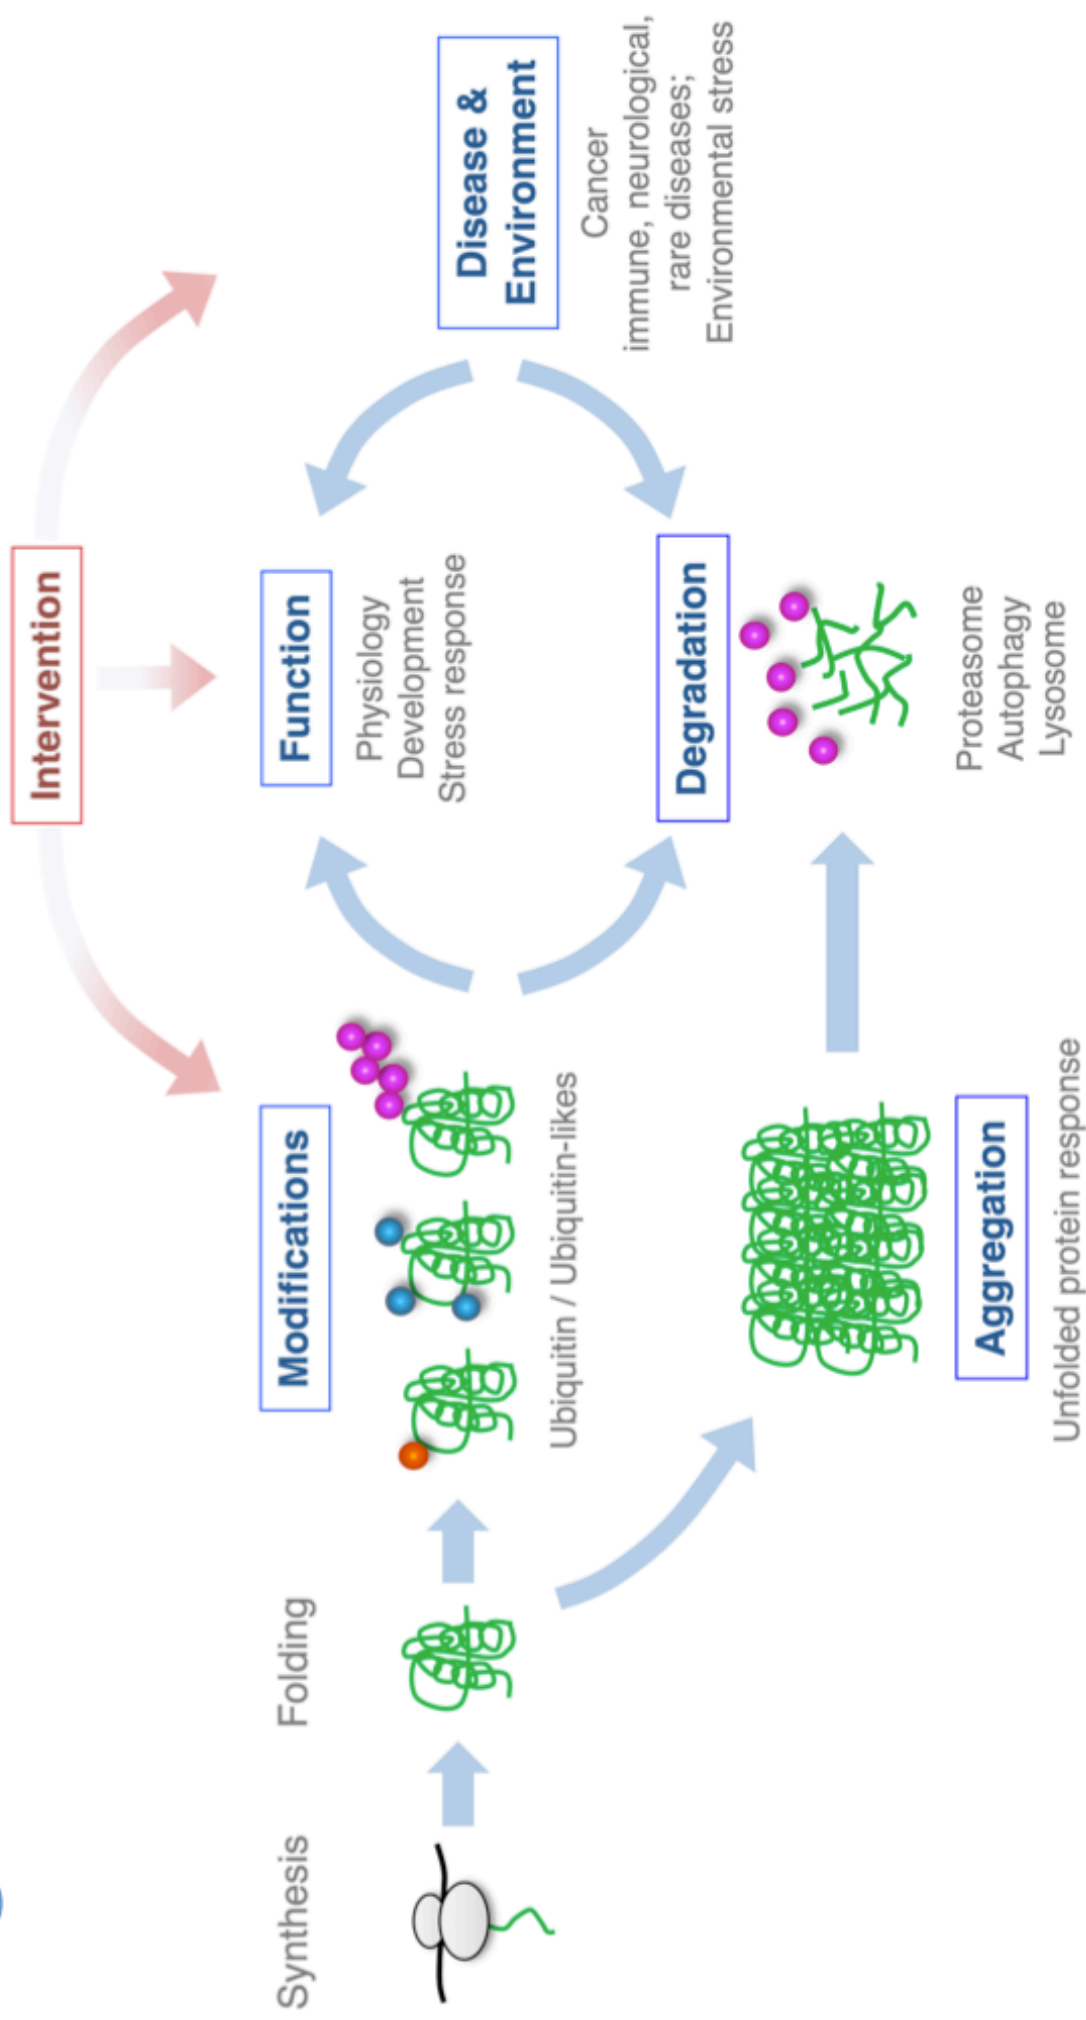 Intervention
Synthesis
Folding
Modifications
Ubiquitin / Ubiquitin-likes
Function
Physiology
Development
Stress response
Disease &
Environment
Cancer
immune, neurological,
rare diseases;
Environmental stress
Degradation
Proteasome
Autophagy
Lysosome
Aggregation
Unfolded protein response